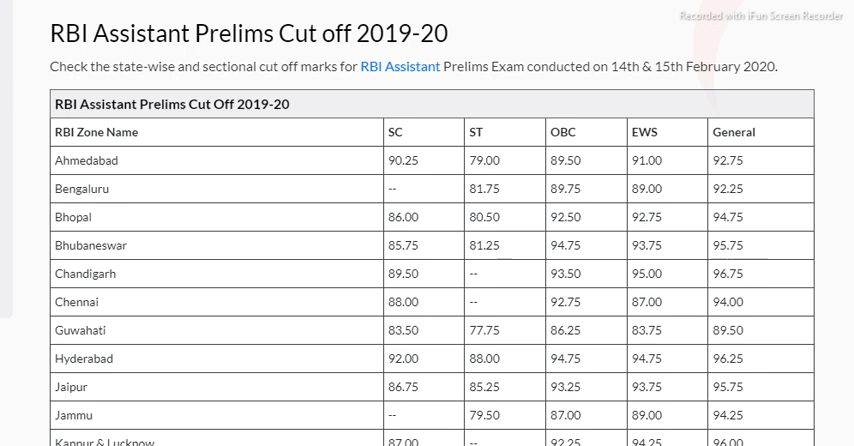 Recorded with iFun Screen Recorder
RBI Assistant Prelims Cut off 2019-20
Check the state-wise and sectional cut off marks for RBI Assistant Prelims Exam conducted on 14th & 15th February 2020.
RBI Assistant Prelims Cut Off 2019-20
RBI Zone Name SC ST OBC EWS General
Ahmedabad 90.25 79.00 89.50 91.00 92.75
Bengaluru -- 81.75 89.75 89.00 92.25
Bhopal 86.00 80.50 92.50 92.75 94.75
Bhubaneswar 85.75 81.25 94.75 93.75 95.75
Chandigarh 89.50 -- 93.50 95.00 96.75
Chennai 88.00 -- 92.75 87.00 94.00
Guwahati 83.50 77.75 86.25 83.75 89.50
Hyderabad 92.00 88.00 94.75 94.75 96.25
Jaipur 86.75 85.25 93.25 93.75 95.75
Jammu -- 79.50 87.00 89.00 94.25
Kanpur & Lucknow 87.00 -- 92.25 94.25 96.00